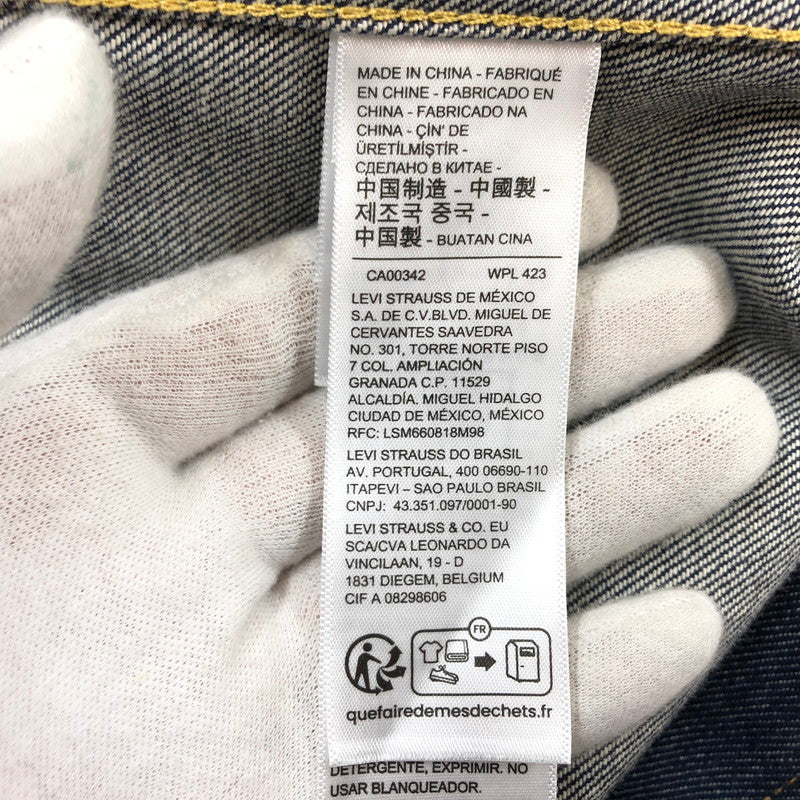 MADE IN CHINA - FABRIQUÉ
EN CHINE - FABRICADO EN
CHINA - FABRICADO NA
CHINA - ÇİN' DE
ÜRETİLMİŞTİR -
СДЕЛАНО В КИТАЕ -
中国制造 - 中國製 -
제조국 중국 -
中国製 - BUATAN CINA
CA00342 WPL 423
LEVI STRAUSS DE MÉXICO
S.A. DE C.V.BLVD. MIGUEL DE
CERVANTES SAAVEDRA
NO. 301, TORRE NORTE PISO
7 COL. AMPLIACIÓN
GRANADA C.P. 11529
ALCALDÍA. MIGUEL HIDALGO
CIUDAD DE MÉXICO, MÉXICO
RFC: LSM660818M98
LEVI STRAUSS DO BRASIL
AV. PORTUGAL, 400 06690-110
ITAPEVI – SAO PAULO BRASIL
CNPJ: 43.351.097/0001-90
LEVI STRAUSS & CO. EU
SCA/CVA LEONARDO DA
VINCILAAN, 19 - D
1831 DIEGEM, BELGIUM
CIF A 08298606
FR
quefairedemesdechets.fr
DETERGENTE, EXPRIMIR. NO
USAR BLANQUEADOR.